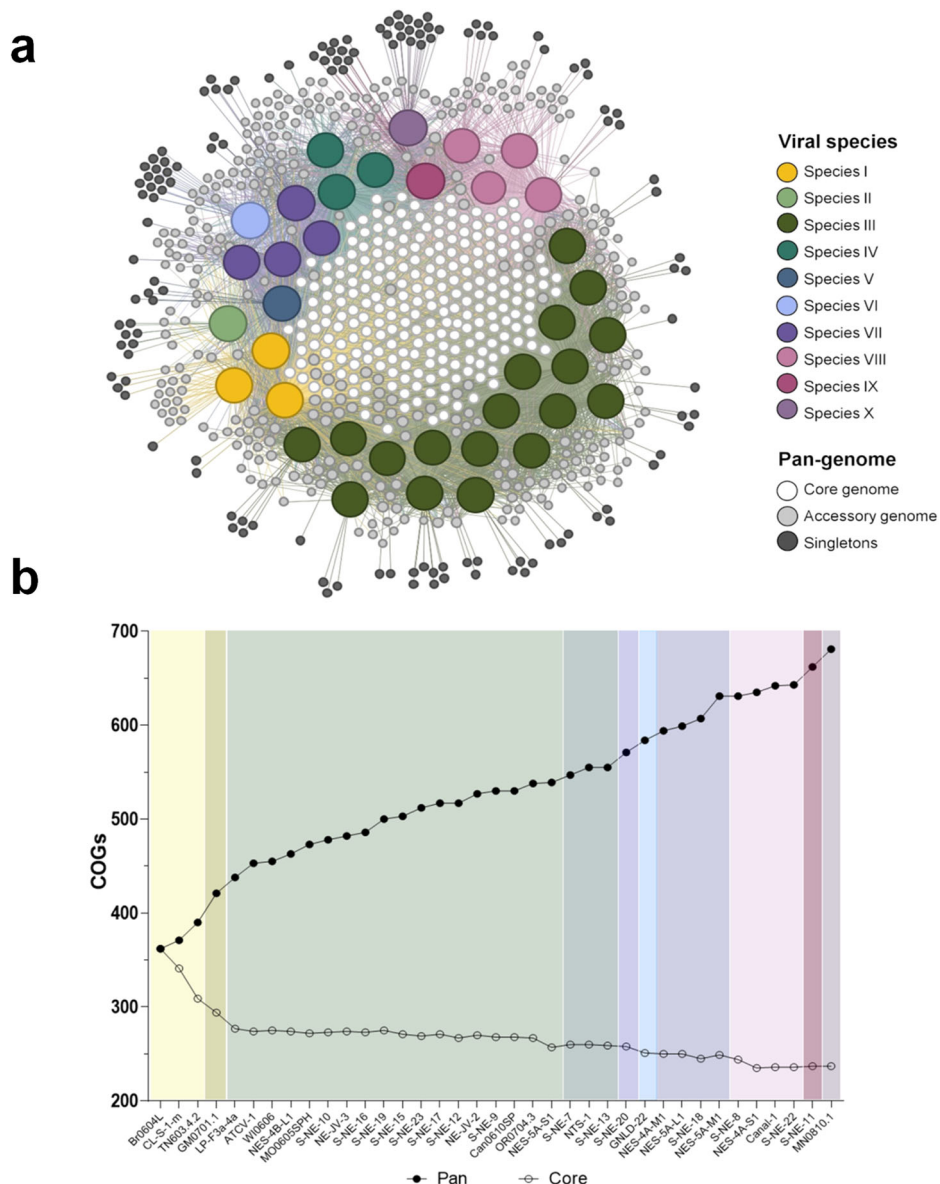 a
Viral species
Species I
Species II
Species III
Species IV
Species V
Species VI
Species VII
Species VIII
Species IX
Species X
Pan-genome
Core genome
Accessory genome
Singletons
b
COGs
700
600
500
400
300
200
Br0604L
CL-S-1-m
TN603.4.2
GM0701.1
LP-F3a-4a
ATCV-1
WI0606
NES-4B-L1
MO0605SPH
S-NE-10
NE-JV-3
S-NE-16
S-NE-19
S-NE-15
S-NE-23
S-NE-17
S-NE-12
NE-JV-2
S-NE-9
Can0610SP
OR0704.3
NES-5A-S1
S-NE-7
NTS-1
S-NE-13
S-NE-20
GNLD-22
NES-4A-M1
NES-5A-L1
S-NE-18
NES-5A-M1
S-NE-8
NES-4A-S1
Canal-1
S-NE-22
S-NE-11
MN0810.1
Pan
Core